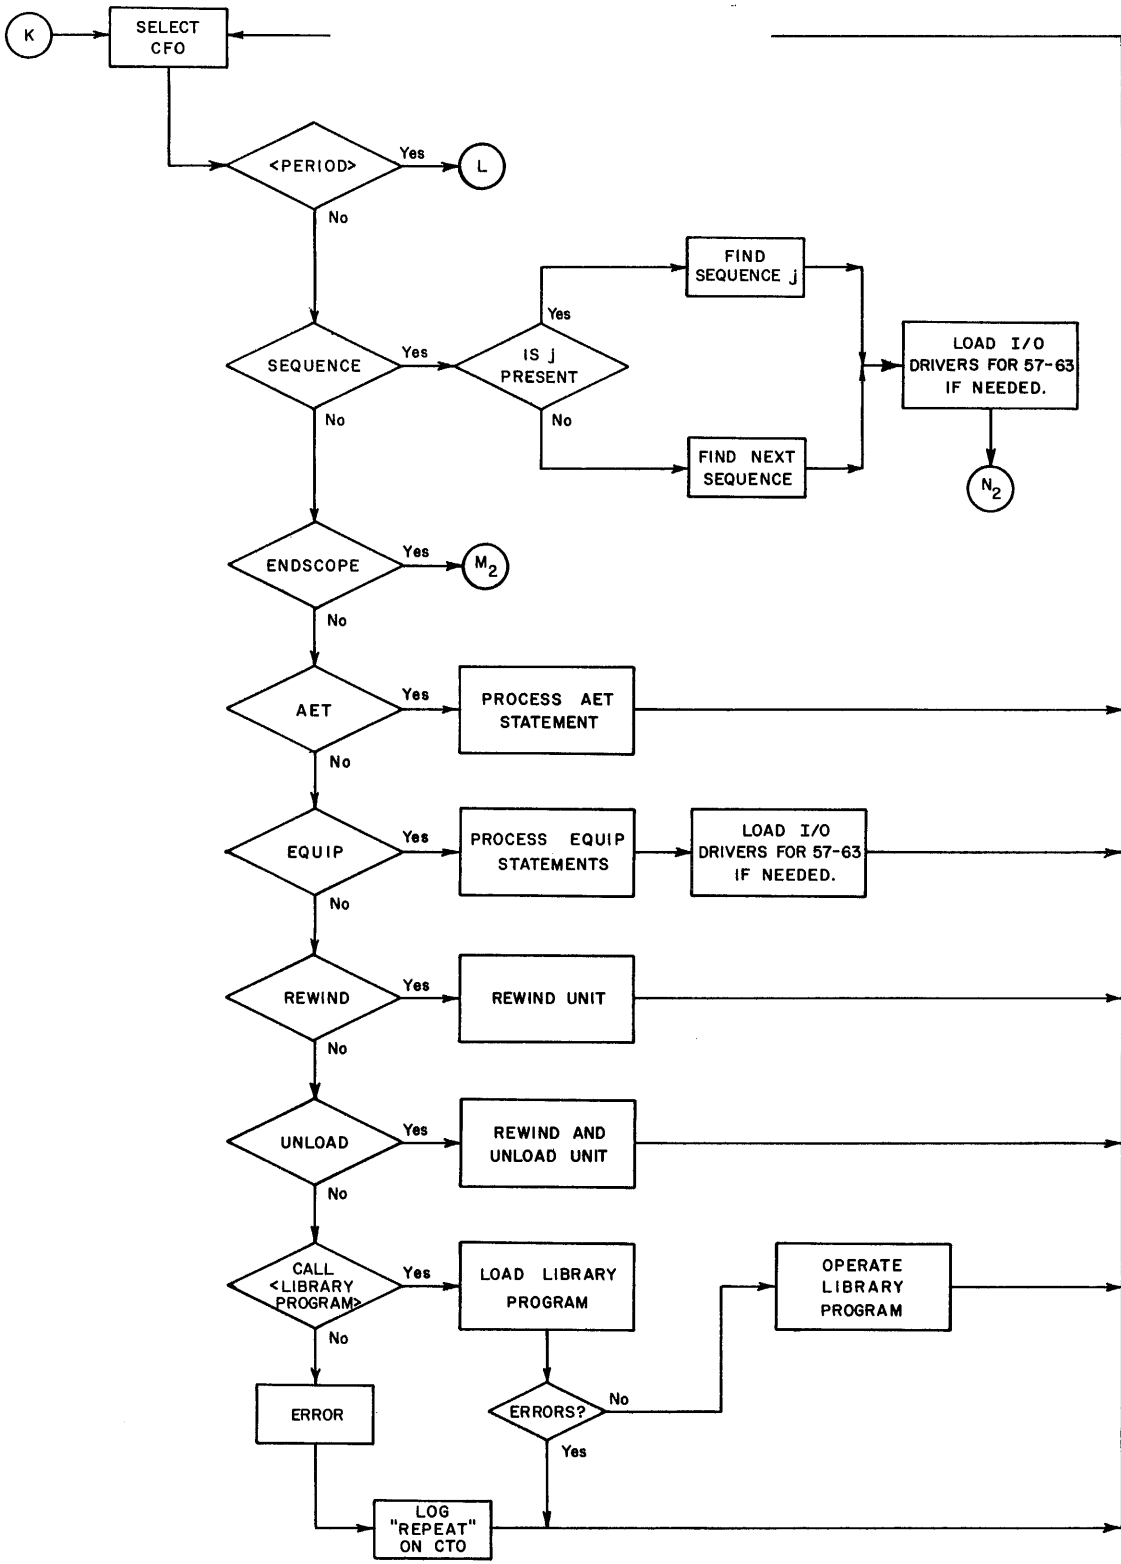 K
SELECT
CFO
<PERIOD>
Yes
L
No
FIND
SEQUENCE j
Yes
SEQUENCE
Yes
IS j
PRESENT
LOAD I/O
DRIVERS FOR 57-63
IF NEEDED.
No
No
FIND NEXT
SEQUENCE
N2
ENDSCOPE
Yes
M2
No
AET
Yes
PROCESS AET
STATEMENT
No
EQUIP
Yes
PROCESS EQUIP
STATEMENTS
LOAD I/O
DRIVERS FOR 57-63
IF NEEDED.
No
REWIND
Yes
REWIND UNIT
No
UNLOAD
Yes
REWIND AND
UNLOAD UNIT
No
CALL
<LIBRARY
PROGRAM>
Yes
LOAD LIBRARY
PROGRAM
OPERATE
LIBRARY
PROGRAM
No
ERROR
ERRORS?
No
Yes
LOG
"REPEAT"
ON CTO